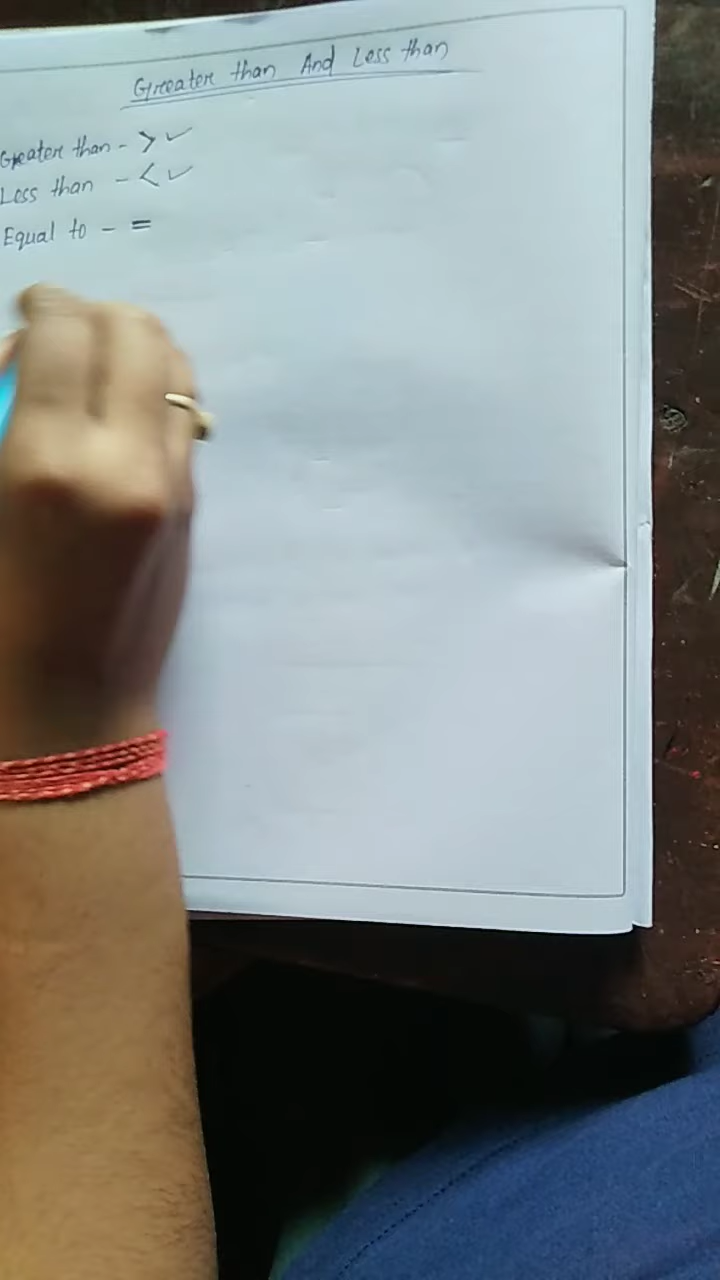 Greater than And Less than
Greater than - > ✓
Less than - < ✓
Equal to - =